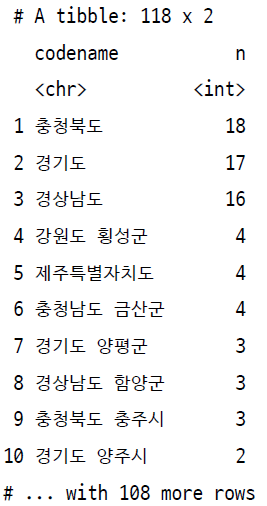 # A tibble: 118 x 2
codename n
<chr> <int>
1 충청북도 18
2 경기도 17
3 경상남도 16
4 강원도 횡성군 4
5 제주특별자치도 4
6 충청남도 금산군 4
7 경기도 양평군 3
8 경상남도 함양군 3
9 충청북도 충주시 3
10 경기도 양주시 2
# ... with 108 more rows